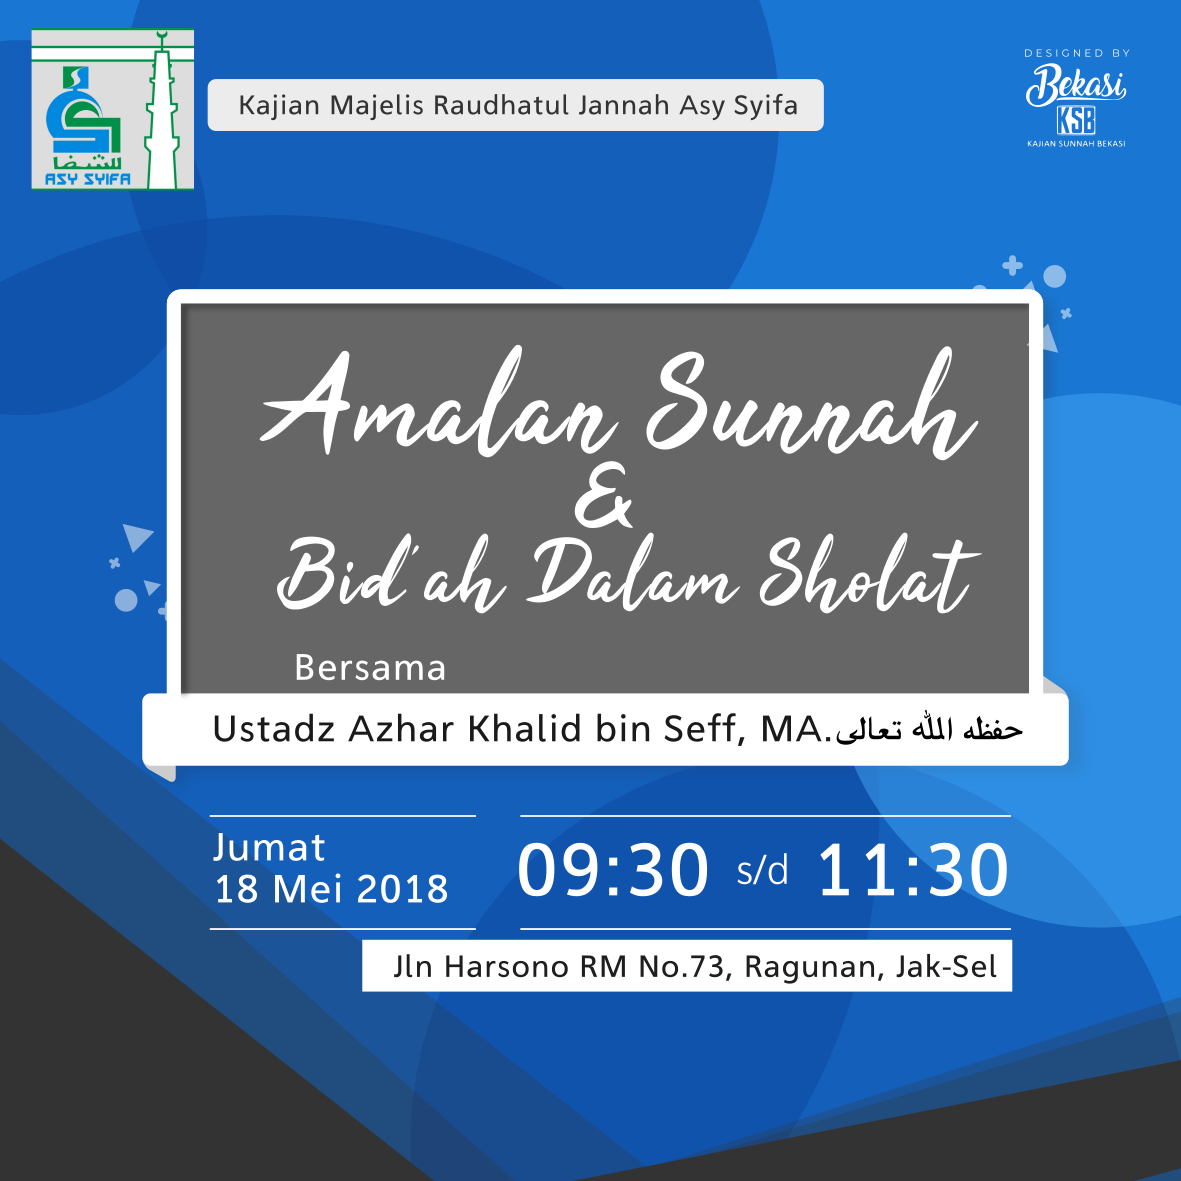 للشفا
ASY SYIFA
Kajian Majelis Raudhatul Jannah Asy Syifa
DESIGNED BY
Bekasi
KSB
KAJIAN SUNNAH BEKASI
Amalan Sunnah
&
Bid'ah Dalam Sholat
Bersama
Ustadz Azhar Khalid bin Seff, MA. حفظه الله تعالى
Jumat
18 Mei 2018
09:30 s/d 11:30
Jln Harsono RM No.73, Ragunan, Jak-Sel